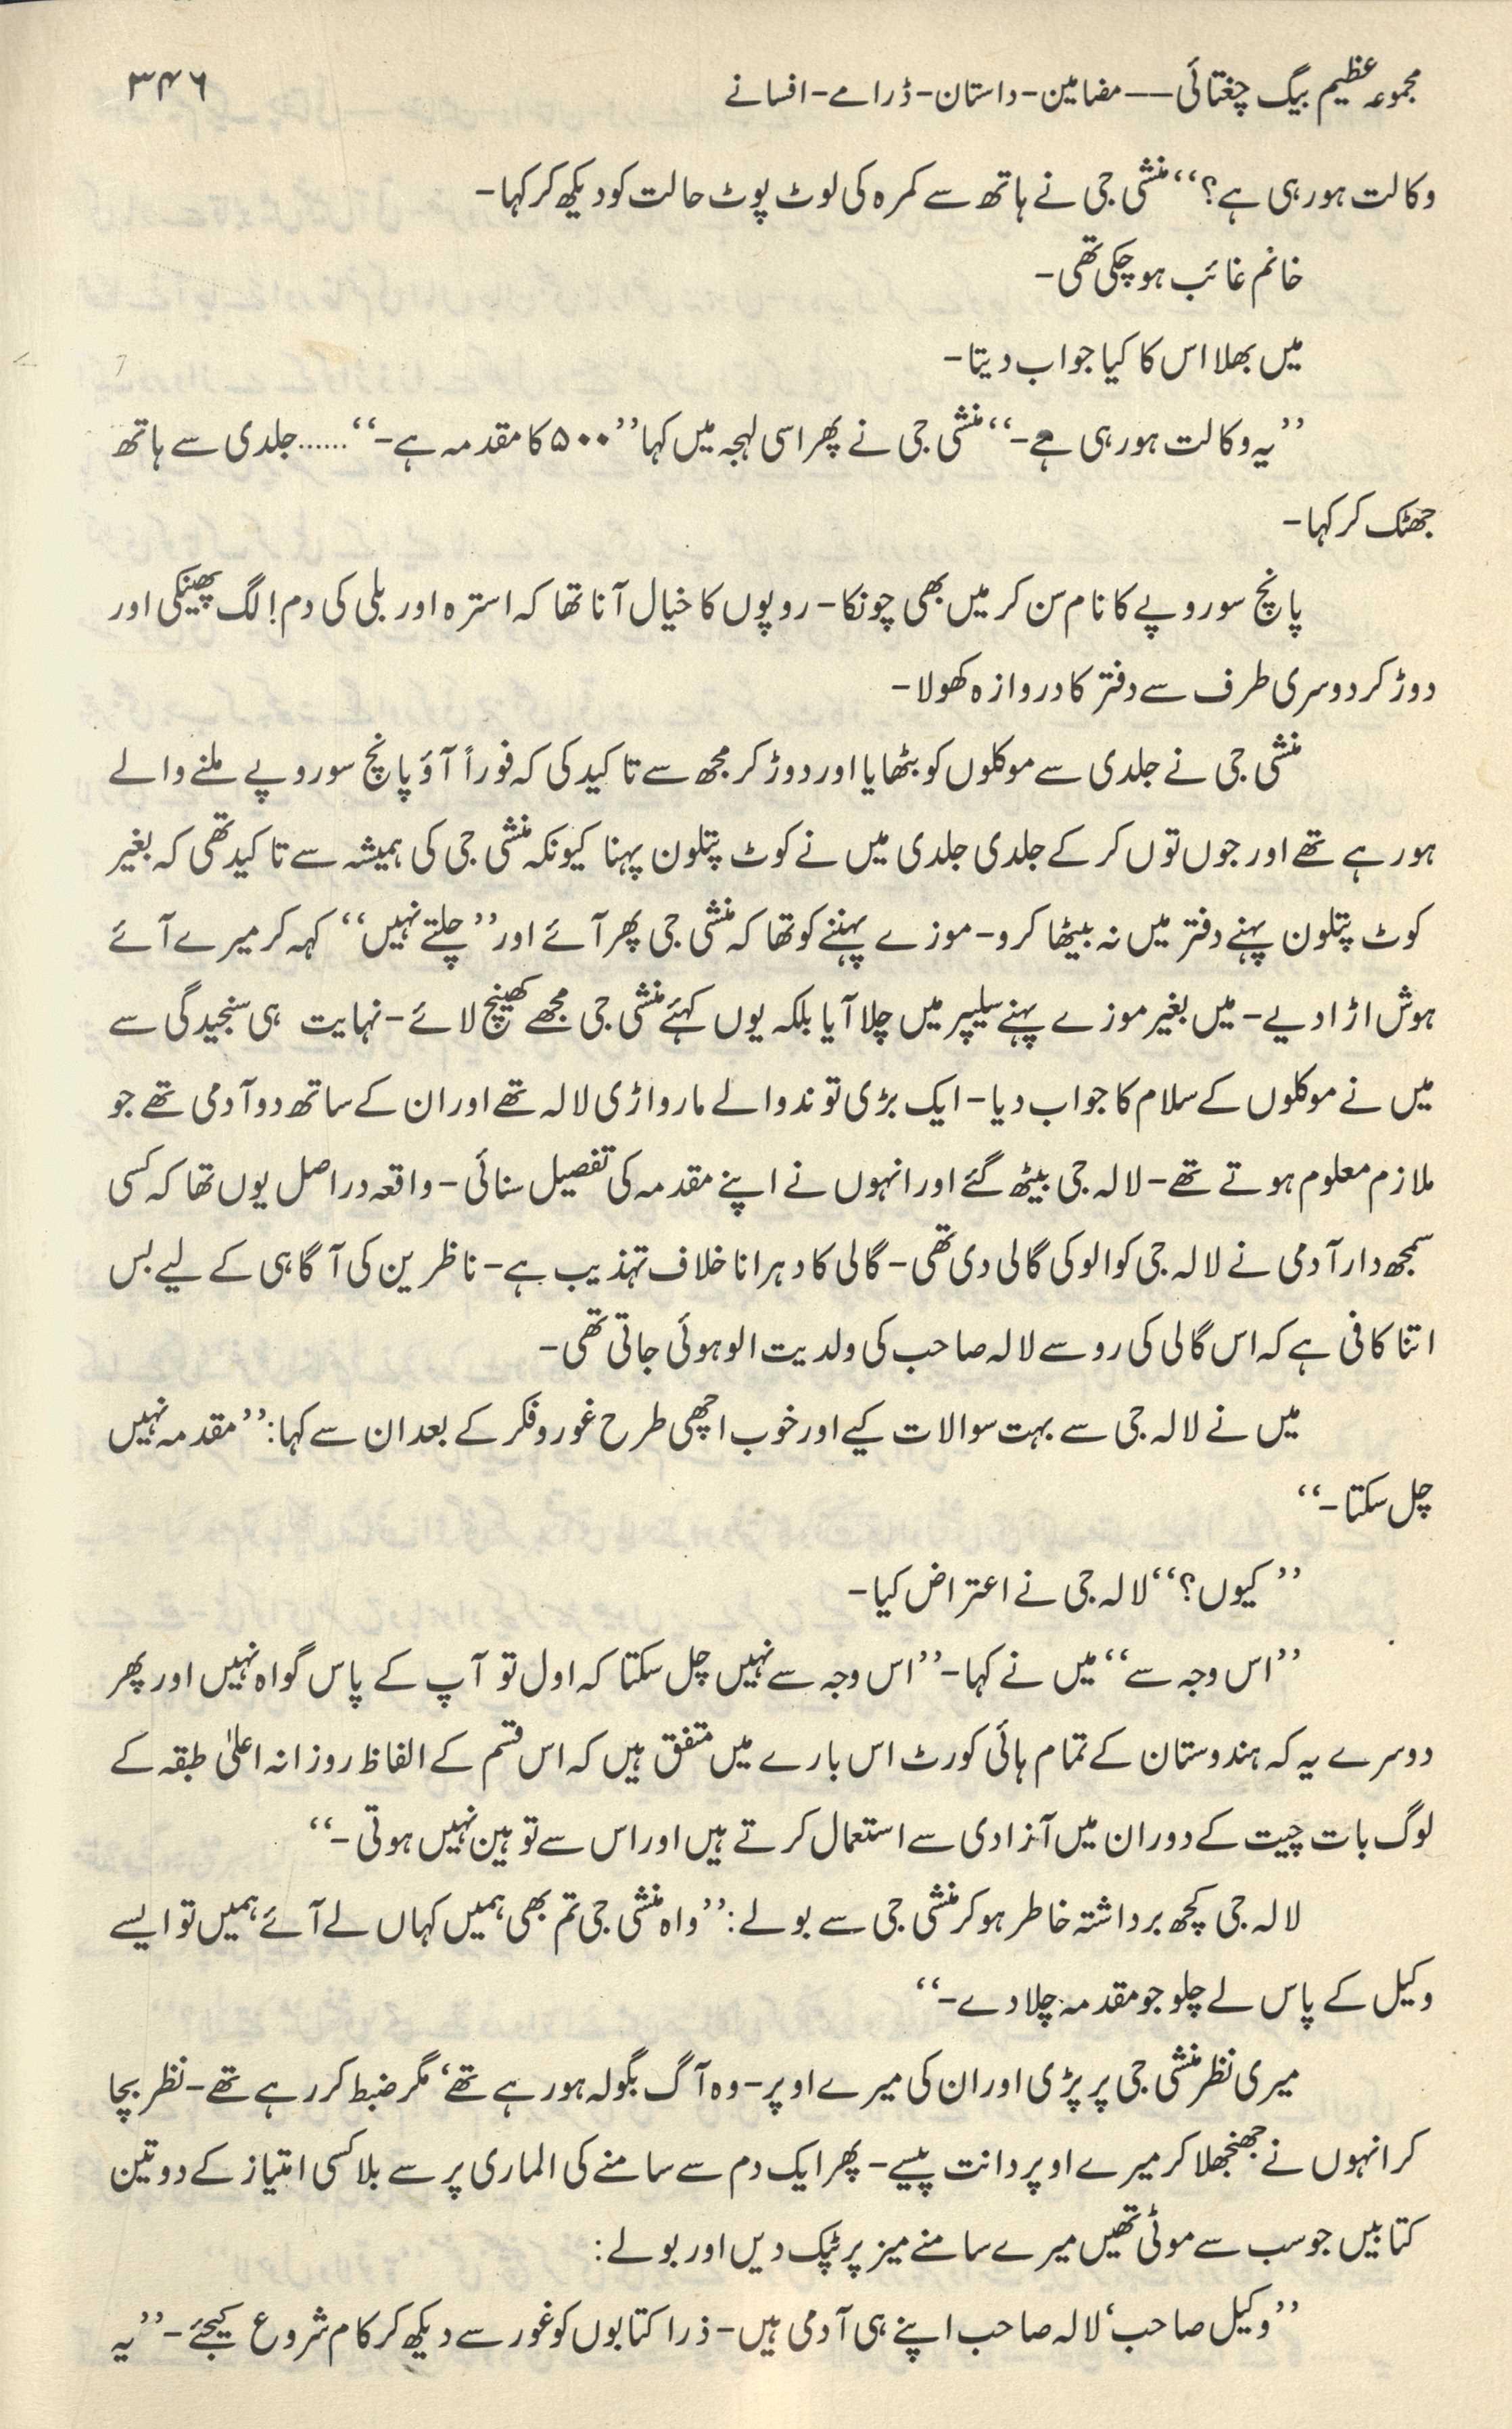 مجموعہ عظیم بیگ چغتائی —— مضامین - داستان - ڈرامے - افسانے
۳۴۶
وکالت ہو رہی ہے؟‘‘ منشی جی نے ہاتھ سے کمرہ کی لوٹ پوٹ حالت کو دیکھ کر کہا-
خانم غائب ہو چکی تھی-
میں بھلا اس کا کیا جواب دیتا-
’’یہ وکالت ہو رہی ہے-‘‘ منشی جی نے پھر اسی لہجہ میں کہا ’’۵۰۰ کا مقدمہ ہے-‘‘......جلدی سے ہاتھ
جھٹک کر کہا-
پانچ سو روپے کا نام سن کر میں بھی چونکا- روپوں کا خیال آنا تھا کہ استرہ اور بلی کی دم الگ پھینکی اور
دوڑ کر دوسری طرف سے دفتر کا دروازہ کھولا-
منشی جی نے جلدی سے موکلوں کو بٹھایا اور دوڑ کر مجھ سے تاکید کی کہ فوراً آؤ پانچ سو روپے ملنے والے
ہو رہے تھے اور جوں توں کر کے جلدی جلدی میں نے کوٹ پتلون پہنا کیونکہ منشی جی کی ہمیشہ سے تاکید تھی کہ بغیر
کوٹ پتلون پہنے دفتر میں نہ بیٹھا کرو- موزے پہننے کو تھا کہ منشی جی پھر آئے اور ’’چلتے نہیں‘‘ کہہ کر میرے آئے
ہوش اڑا دیے- میں بغیر موزے پہنے سلیپر میں چلا آیا بلکہ یوں کہئے منشی جی مجھے کھینچ لائے- نہایت ہی سنجیدگی سے
میں نے موکلوں کے سلام کا جواب دیا- ایک بڑی توند والے مارواڑی لالہ تھے اور ان کے ساتھ دو آدمی تھے جو
ملازم معلوم ہوتے تھے- لالہ جی بیٹھ گئے اور انہوں نے اپنے مقدمہ کی تفصیل سنائی- واقعہ دراصل یوں تھا کہ کسی
سمجھ دار آدمی نے لالہ جی کو الو کی گالی دی تھی- گالی کا دہرانا خلاف تہذیب ہے- ناظرین کی آگاہی کے لیے بس
اتنا کافی ہے کہ اس گالی کی رو سے لالہ صاحب کی ولدیت الو ہوئی جاتی تھی-
میں نے لالہ جی سے بہت سوالات کیے اور خوب اچھی طرح غور و فکر کے بعد ان سے کہا: ’’مقدمہ نہیں
چل سکتا-‘‘
’’کیوں؟‘‘ لالہ جی نے اعتراض کیا-
’’اس وجہ سے‘‘ میں نے کہا- ’’اس وجہ سے نہیں چل سکتا کہ اول تو آپ کے پاس گواہ نہیں اور پھر
دوسرے یہ کہ ہندوستان کے تمام ہائی کورٹ اس بارے میں متفق ہیں کہ اس قسم کے الفاظ روزانہ اعلیٰ طبقہ کے
لوگ بات چیت کے دوران میں آزادی سے استعمال کرتے ہیں اور اس سے توہین نہیں ہوتی-‘‘
لالہ جی کچھ برداشتہ خاطر ہو کر منشی جی سے بولے: ’’واہ منشی جی تم بھی ہمیں کہاں لے آئے ہمیں تو ایسے
وکیل کے پاس لے چلو جو مقدمہ چلا دے-‘‘
میری نظر منشی جی پر پڑی اور ان کی میرے اوپر- وہ آگ بگولہ ہو رہے تھے‘ مگر ضبط کر رہے تھے- نظر بچا
کر انہوں نے جھنجھلا کر میرے اوپر دانت پیسے- پھر ایک دم سے سامنے کی الماری پر سے بلا کسی امتیاز کے دو تین
کتابیں جو سب سے موٹی تھیں میرے سامنے میز پر پٹک دیں اور بولے:
’’وکیل صاحب‘ لالہ صاحب اپنے ہی آدمی ہیں- ذرا کتابوں کو غور سے دیکھ کر کام شروع کیجئے- ’’یہ